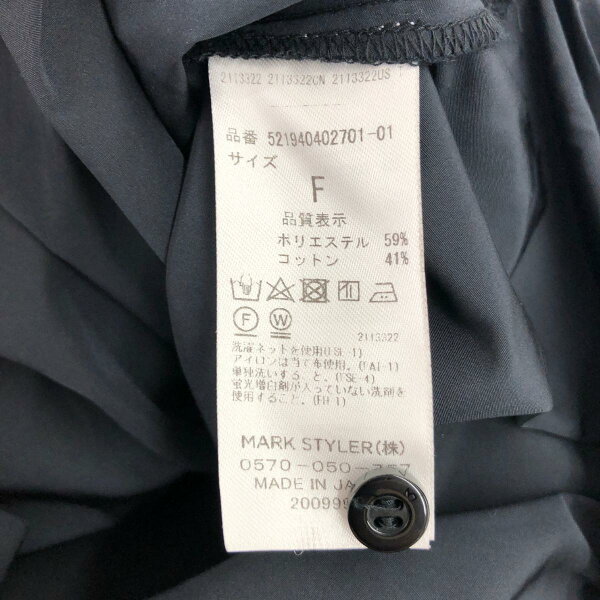 2113322 2113322CN 2113322US
品番 521940402701-01
サイズ
F
品質表示
ポリエステル 59%
コットン 41%
F W
2113322
洗濯ネットを使用(USE-1)
アイロンは当て布使用。(FAI-1)
単独洗いすること。(USE-4)
蛍光増白剤が入っていない洗剤を
使用すること。(FH-1)
MARK STYLER(株)
0570-050-
MADE IN JA
200999